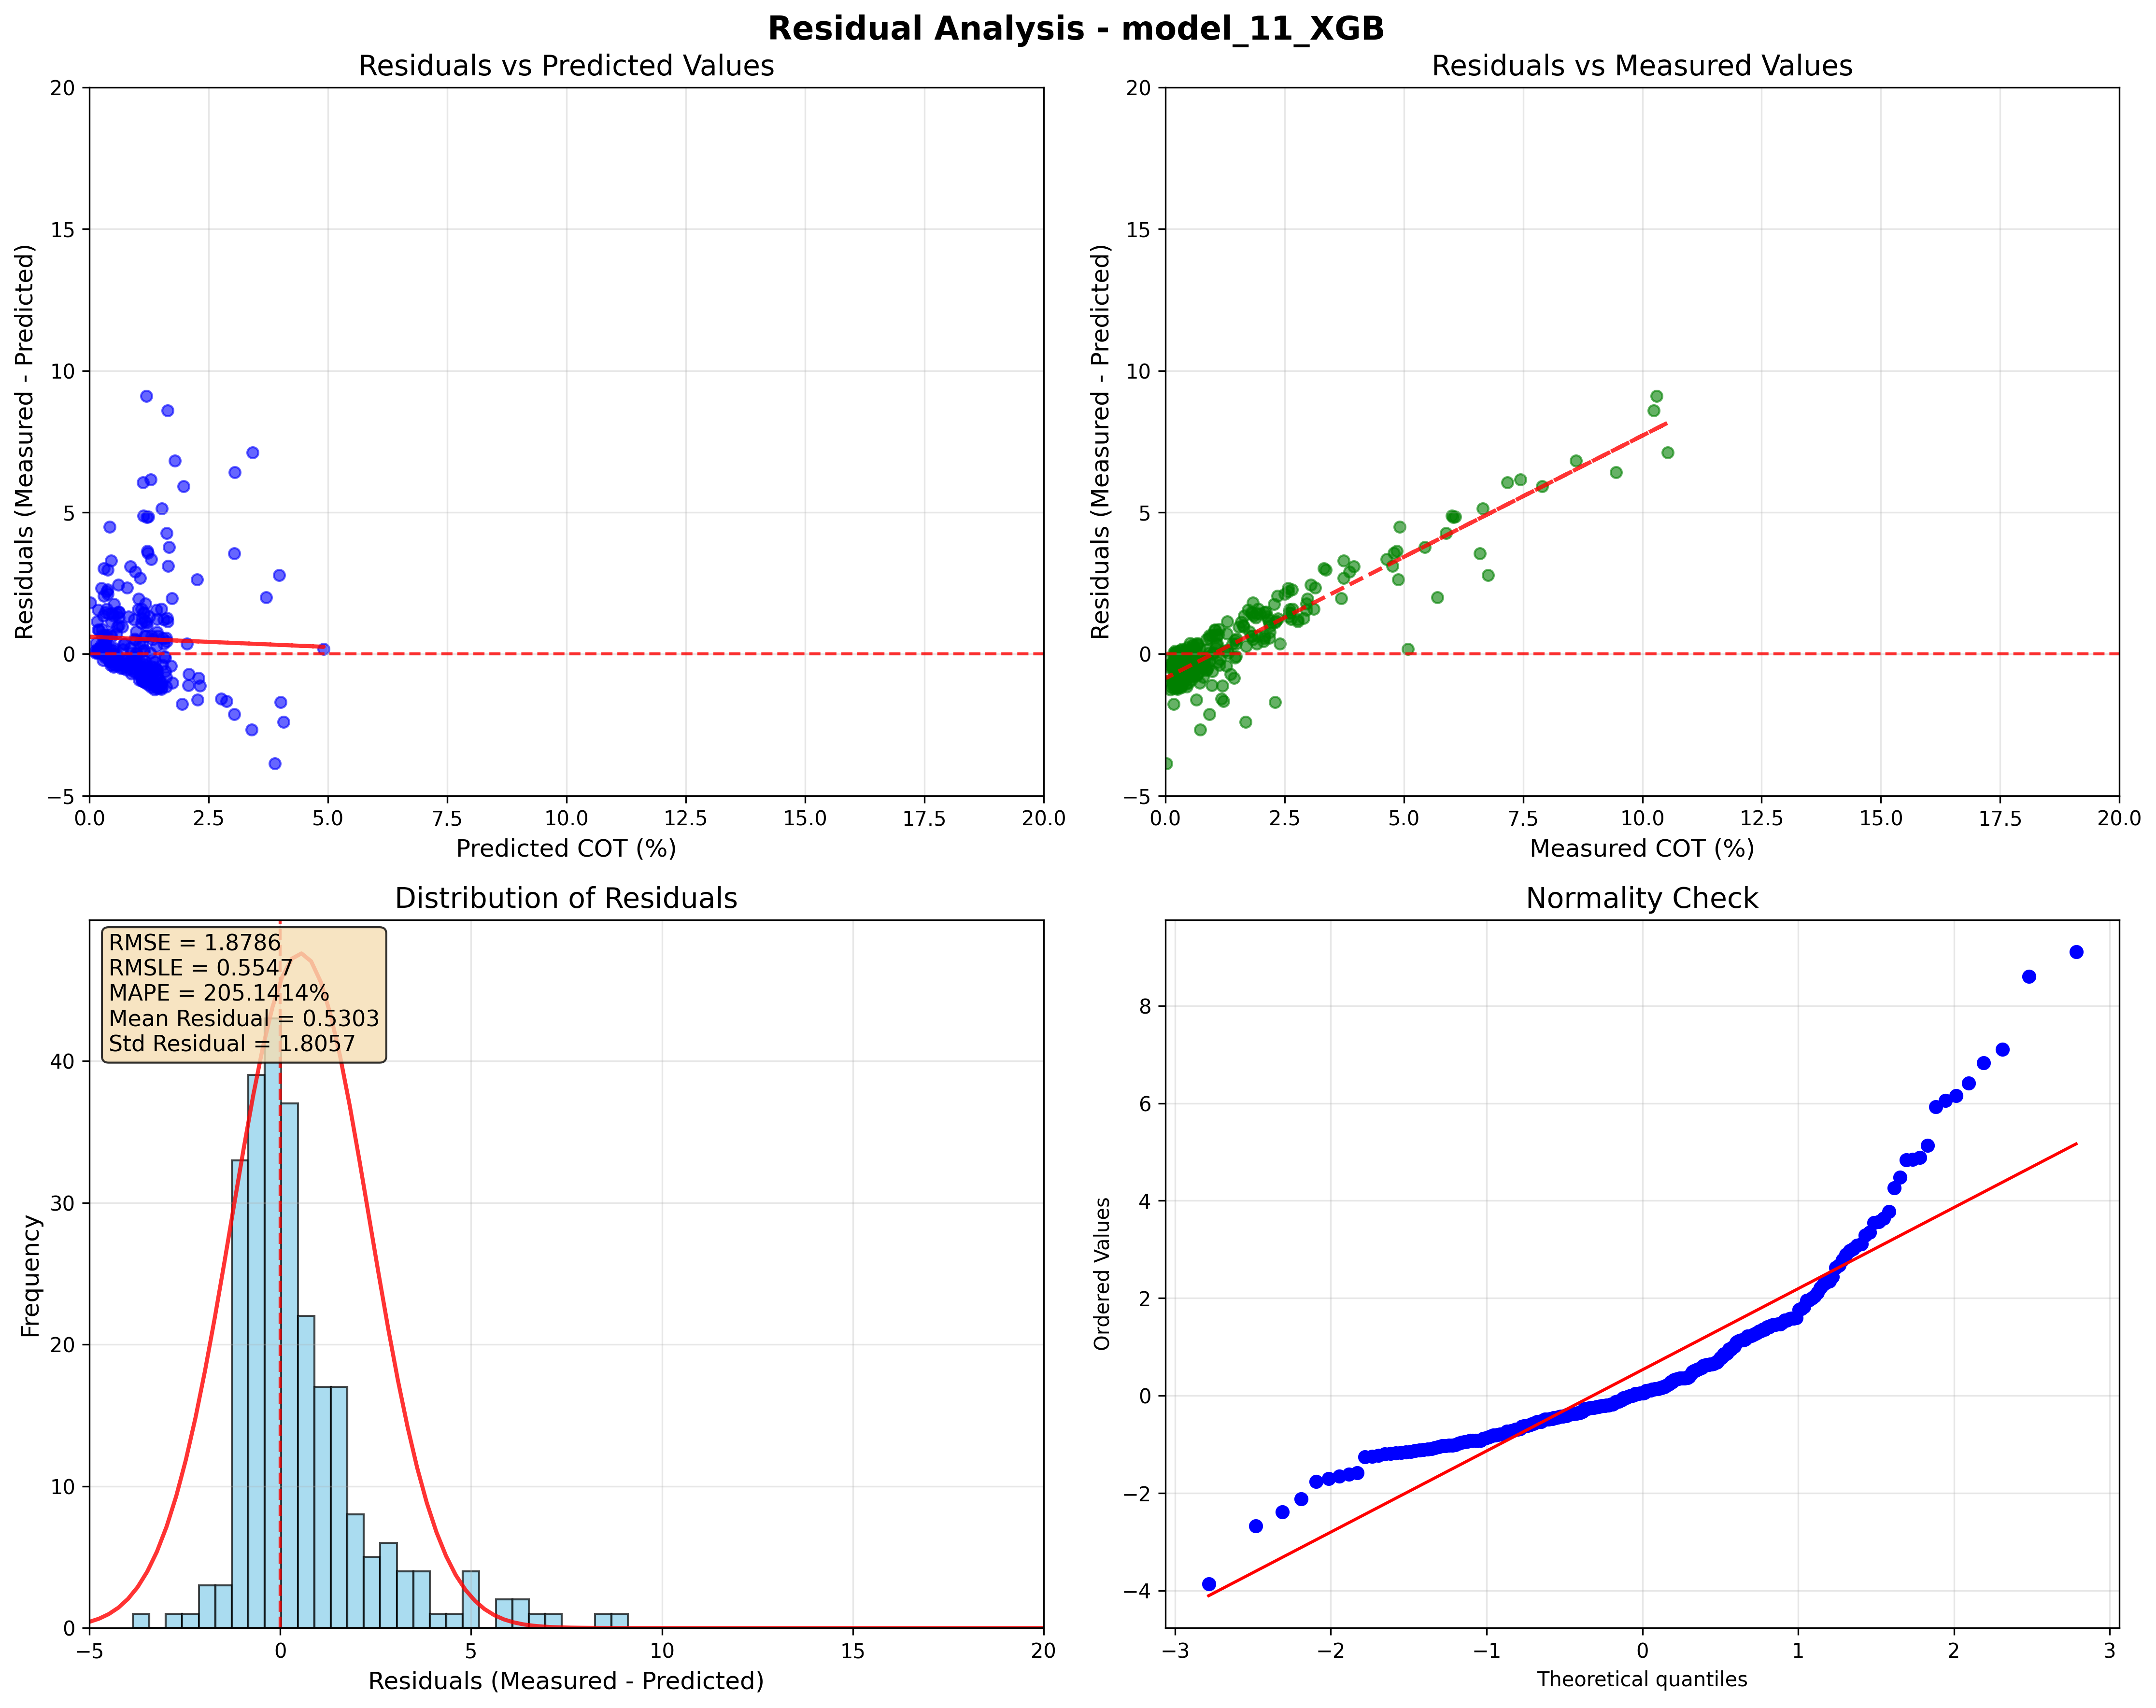 Residual Analysis - model_11_XGB
Residuals vs Predicted Values
20
15
10
5
0
−5
Residuals (Measured - Predicted)
0.0 2.5 5.0 7.5 10.0 12.5 15.0 17.5 20.0
Predicted COT (%)
Residuals vs Measured Values
20
15
10
5
0
−5
Residuals (Measured - Predicted)
0.0 2.5 5.0 7.5 10.0 12.5 15.0 17.5 20.0
Measured COT (%)
Distribution of Residuals
RMSE = 1.8786
RMSLE = 0.5547
MAPE = 205.1414%
Mean Residual = 0.5303
Std Residual = 1.8057
40
30
20
10
0
Frequency
−5 0 5 10 15 20
Residuals (Measured - Predicted)
Normality Check
8
6
4
2
0
−2
−4
Ordered Values
−3 −2 −1 0 1 2 3
Theoretical quantiles